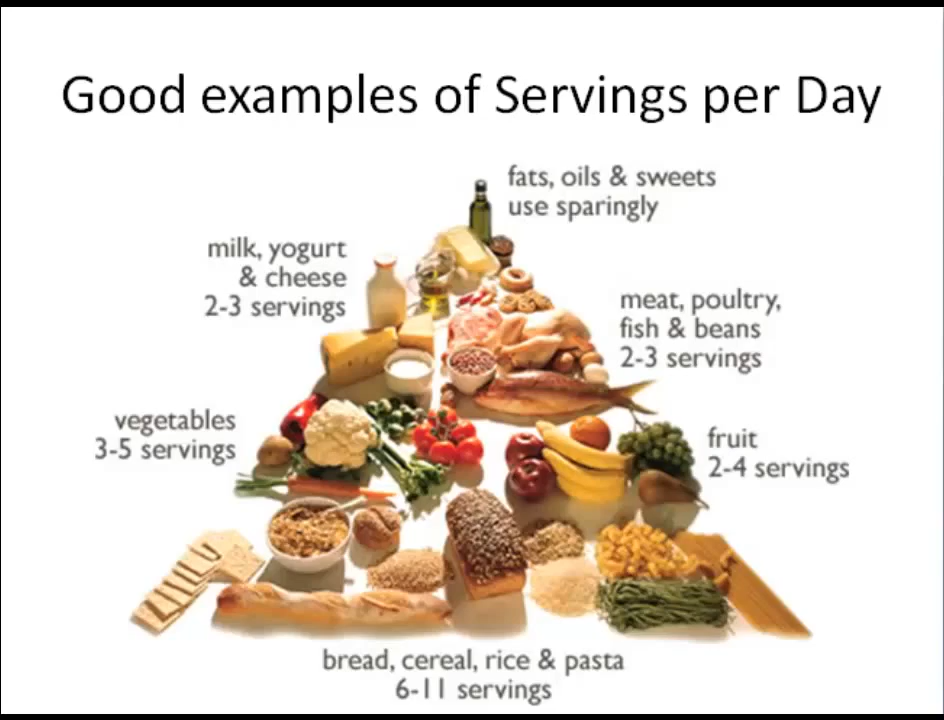 Good examples of Servings per Day
fats, oils & sweets
use sparingly
milk, yogurt
& cheese
2-3 servings
meat, poultry,
fish & beans
2-3 servings
vegetables
3-5 servings
fruit
2-4 servings
bread, cereal, rice & pasta
6-11 servings